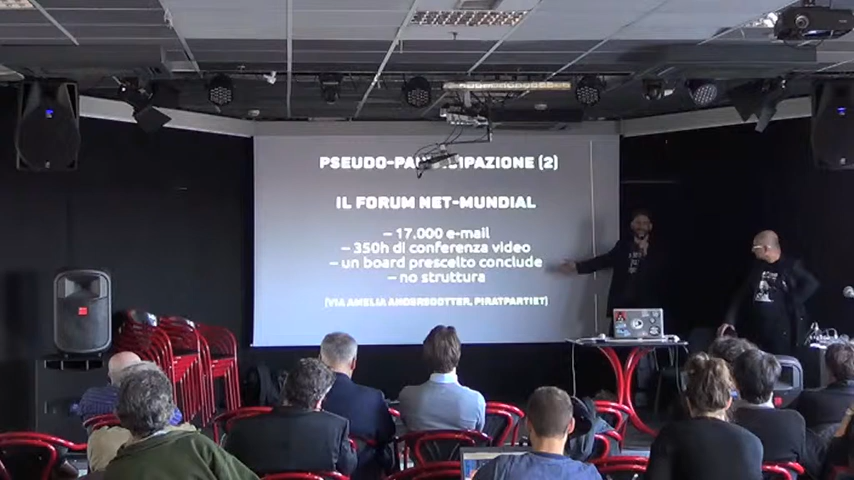 PSEUDO-PARTECIPAZIONE (2)
IL FORUM NET-MUNDIAL
– 17.000 e-mail
– 350h di conferenza video
– un board prescelto conclude
– no struttura
(VIA AMELIA ANDERSDOTTER, PIRATPARTIET)